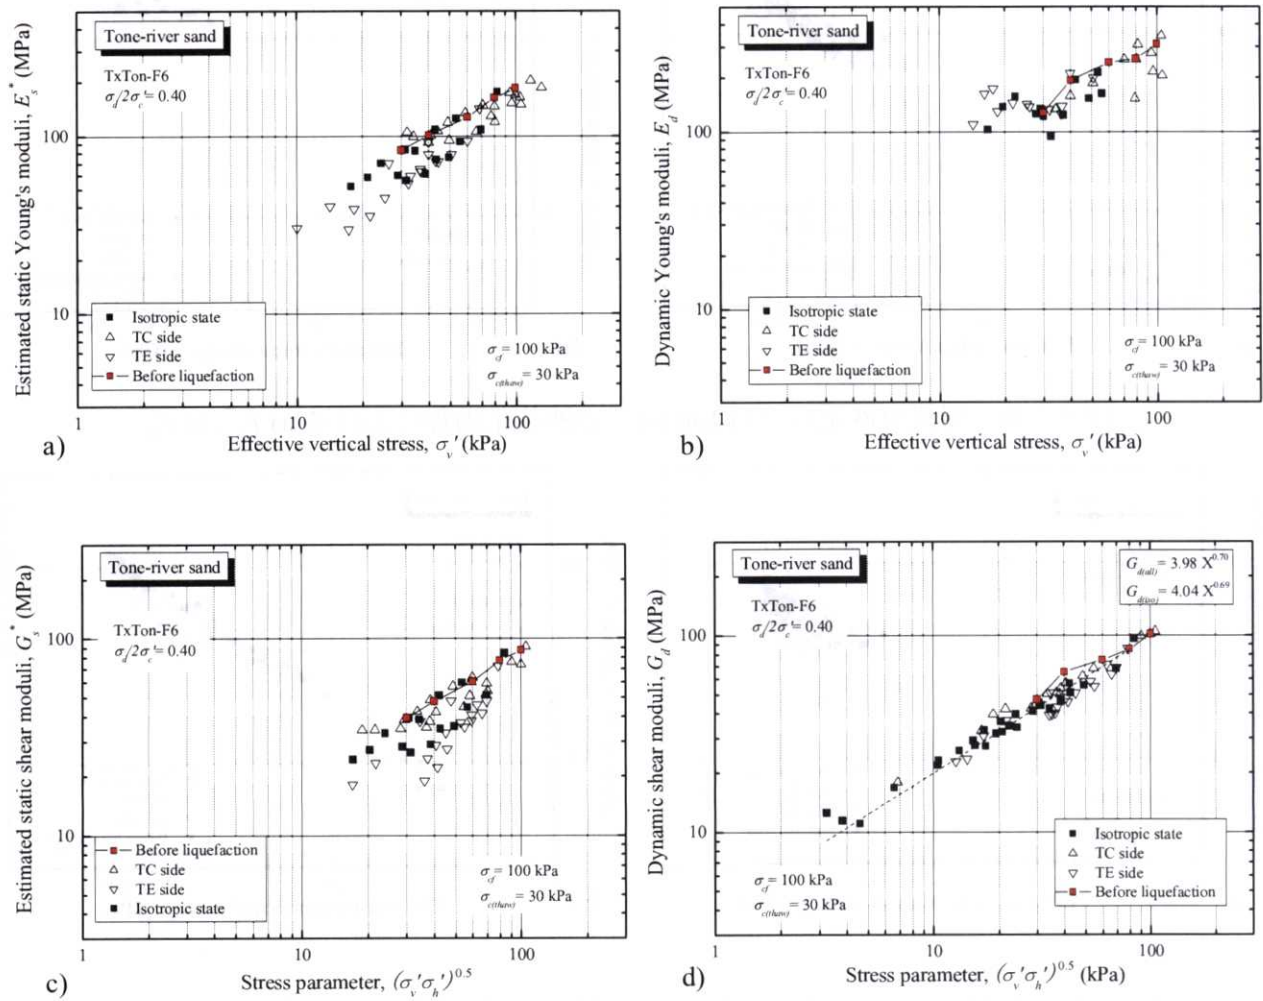 Tone-river sand
TxTon-F6
σd/2σc'= 0.40
100
10
Estimated static Young's moduli, Es* (MPa)
Isotropic state
TC side
TE side
Before liquefaction
σcf = 100 kPa
σc(thaw) = 30 kPa
1 10 100
a) Effective vertical stress, σv' (kPa)
Tone-river sand
TxTon-F6
σd/2σc'= 0.40
100
10
Dynamic Young's moduli, Ed (MPa)
Isotropic state
TC side
TE side
Before liquefaction
σcf = 100 kPa
σc(thaw) = 30 kPa
1 10 100
b) Effective vertical stress, σv' (kPa)
Tone-river sand
TxTon-F6
σd/2σc'= 0.40
100
10
Estimated static shear moduli, Gs* (MPa)
Before liquefaction
TC side
TE side
Isotropic state
σcf = 100 kPa
σc(thaw) = 30 kPa
1 10 100
c) Stress parameter, (σv'σh')^0.5
Tone-river sand
Gd(all) = 3.98 X^0.70
Gd(iso) = 4.04 X^0.69
TxTon-F6
σd/2σc'= 0.40
100
10
Dynamic shear moduli, Gd (MPa)
Isotropic state
TC side
TE side
Before liquefaction
σcf = 100 kPa
σc(thaw) = 30 kPa
1 10 100
d) Stress parameter, (σv'σh')^0.5 (kPa)